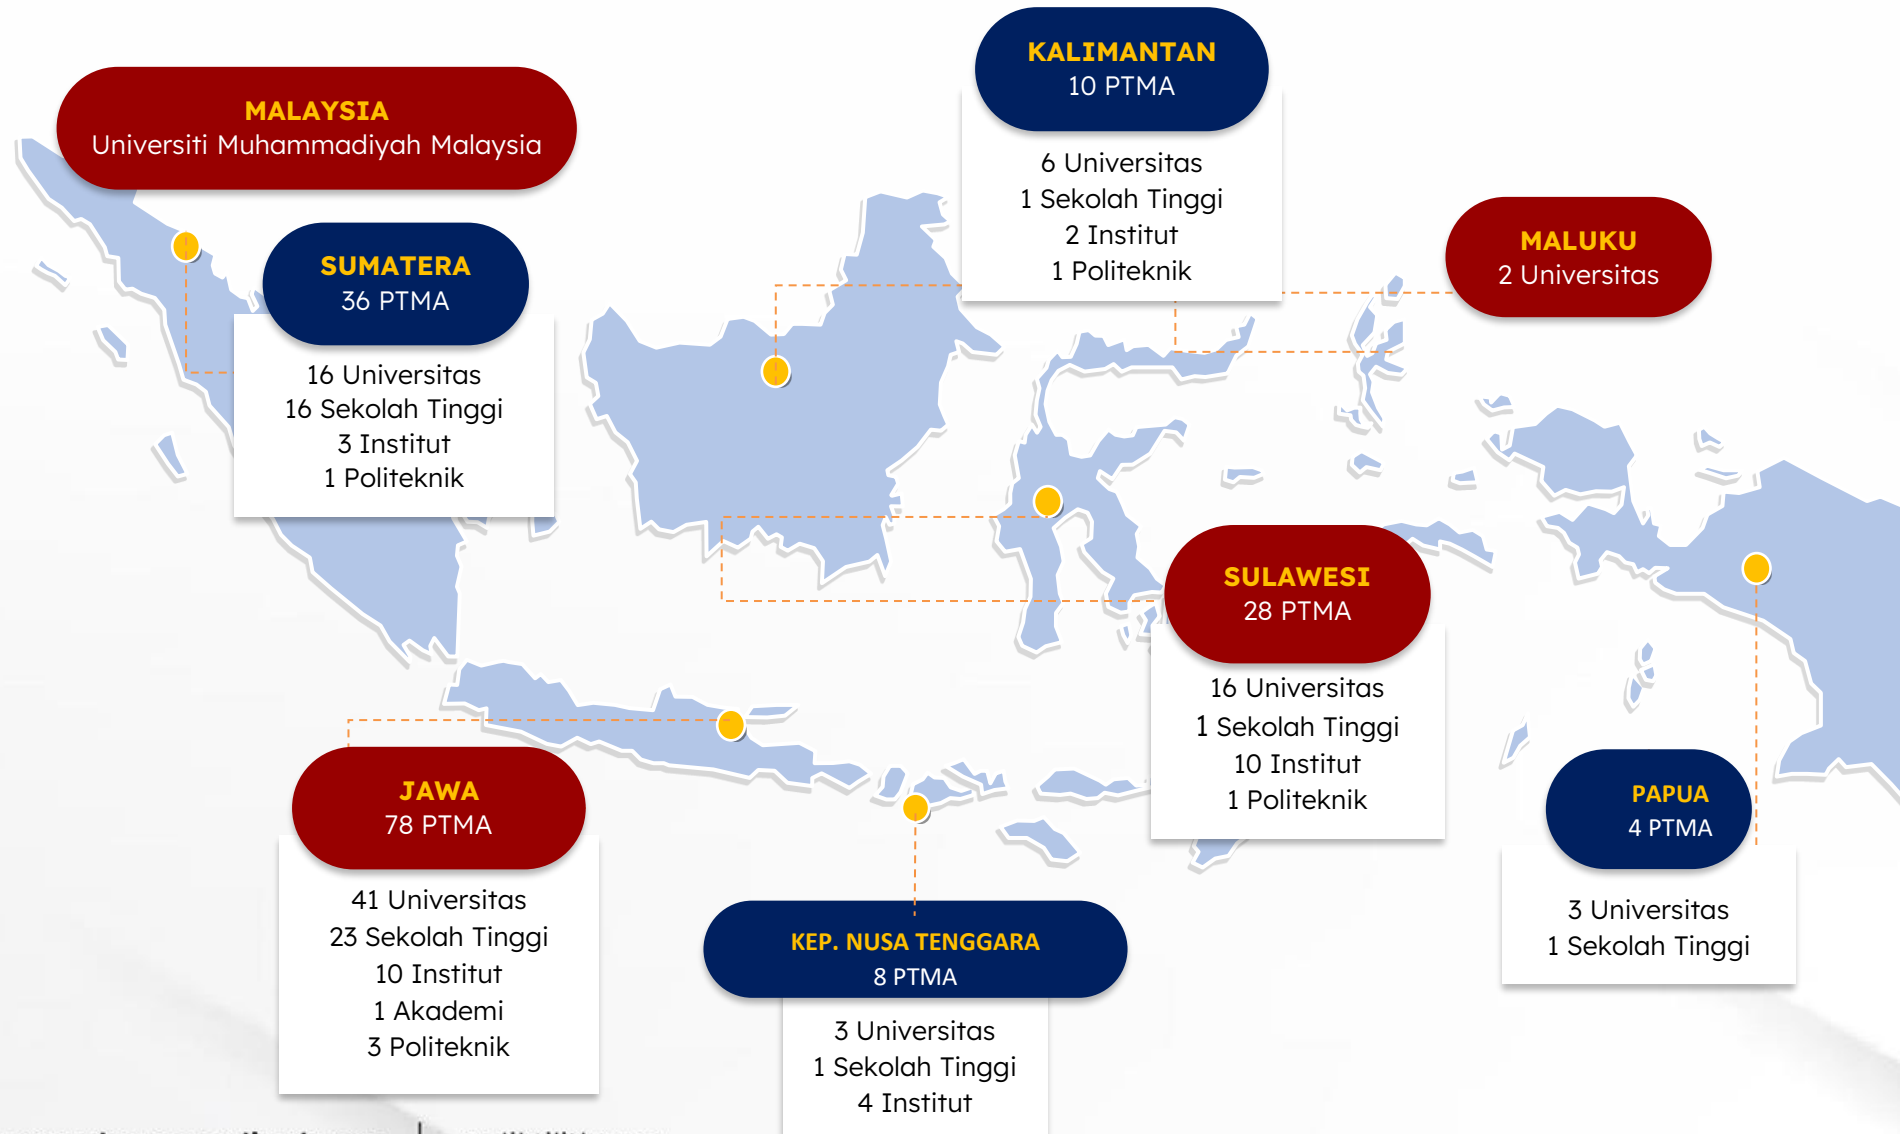 MALAYSIA
Universiti Muhammadiyah Malaysia
KALIMANTAN
10 PTMA
6 Universitas
1 Sekolah Tinggi
2 Institut
1 Politeknik
MALUKU
2 Universitas
SUMATERA
36 PTMA
16 Universitas
16 Sekolah Tinggi
3 Institut
1 Politeknik
SULAWESI
28 PTMA
16 Universitas
1 Sekolah Tinggi
10 Institut
1 Politeknik
JAWA
78 PTMA
41 Universitas
23 Sekolah Tinggi
10 Institut
1 Akademi
3 Politeknik
KEP. NUSA TENGGARA
8 PTMA
3 Universitas
1 Sekolah Tinggi
4 Institut
PAPUA
4 PTMA
3 Universitas
1 Sekolah Tinggi